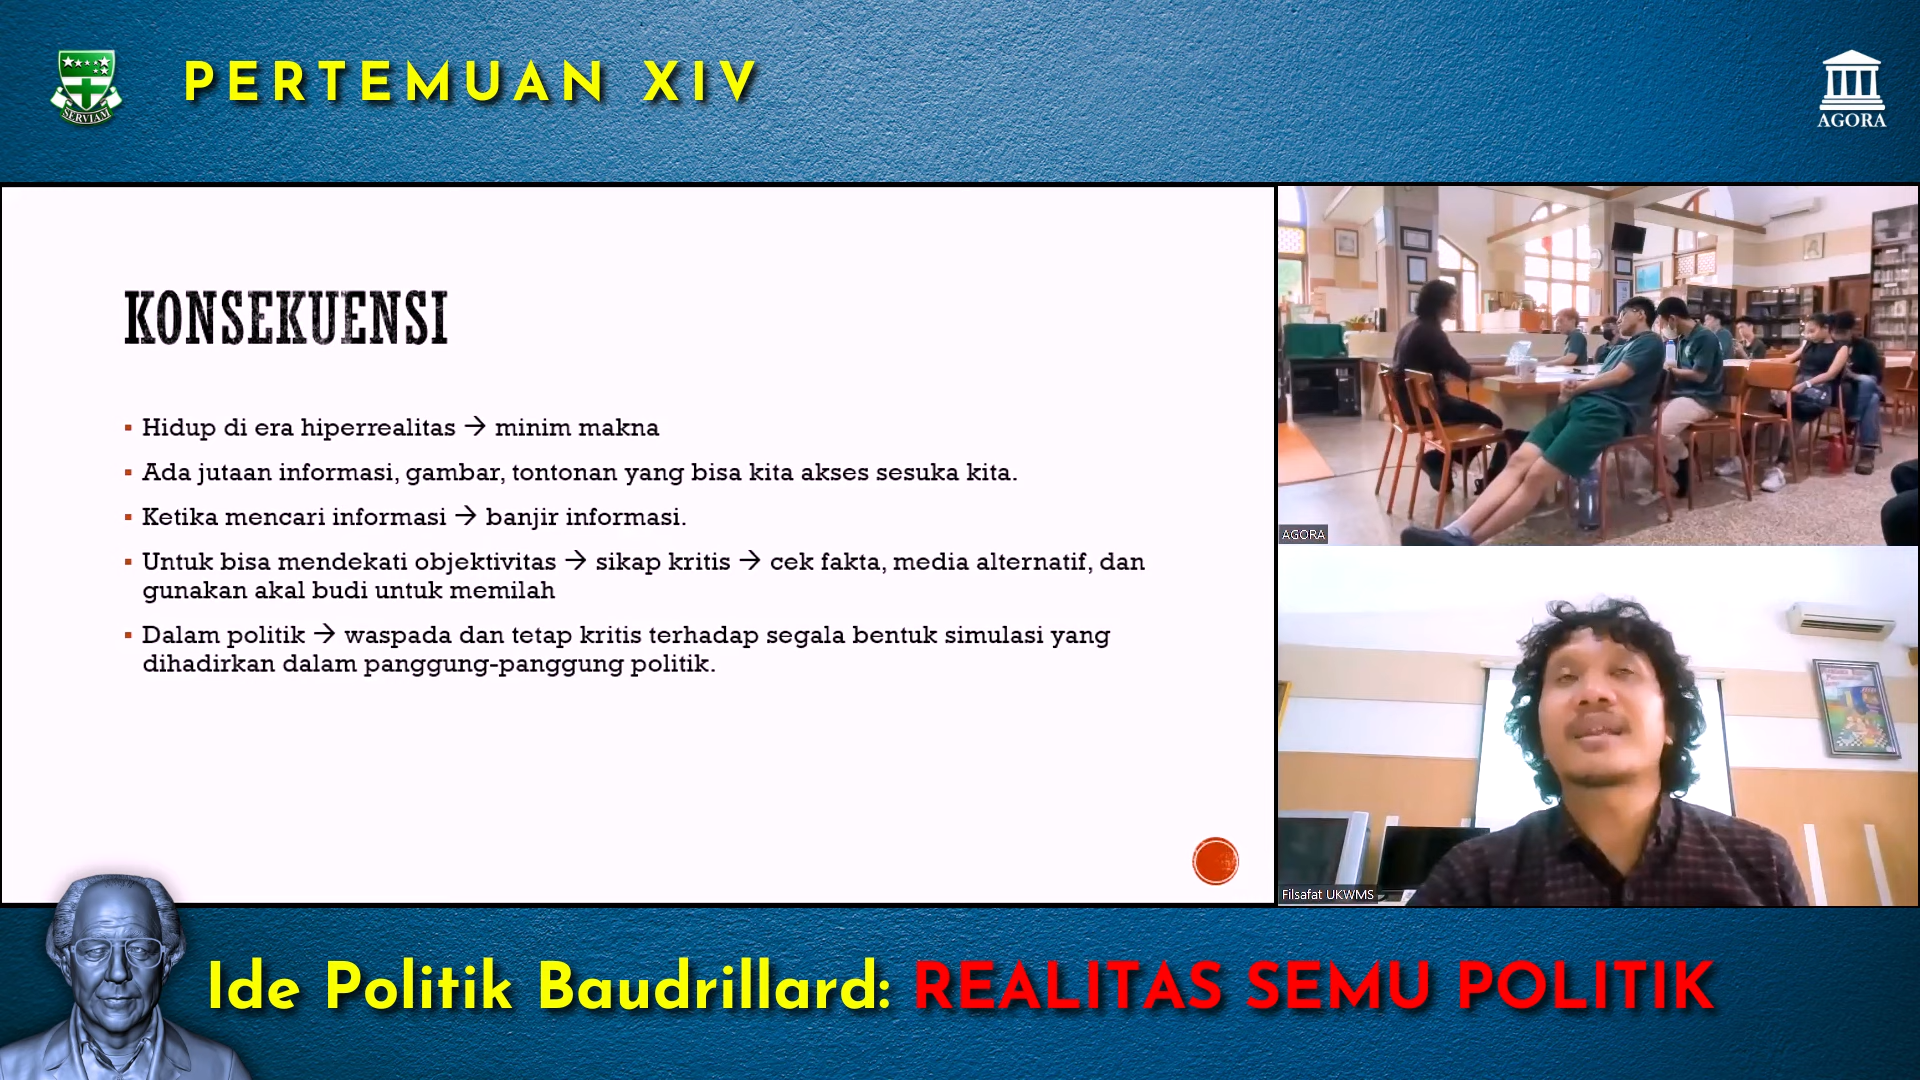 PERTEMUAN XIV
SERVIAM
AGORA
KONSEKUENSI
▪ Hidup di era hiperrealitas → minim makna
▪ Ada jutaan informasi, gambar, tontonan yang bisa kita akses sesuka kita.
▪ Ketika mencari informasi → banjir informasi.
▪ Untuk bisa mendekati objektivitas → sikap kritis → cek fakta, media alternatif, dan
gunakan akal budi untuk memilah
▪ Dalam politik → waspada dan tetap kritis terhadap segala bentuk simulasi yang
dihadirkan dalam panggung-panggung politik.
AGORA
Filsafat UKWMS
Ide Politik Baudrillard: REALITAS SEMU POLITIK